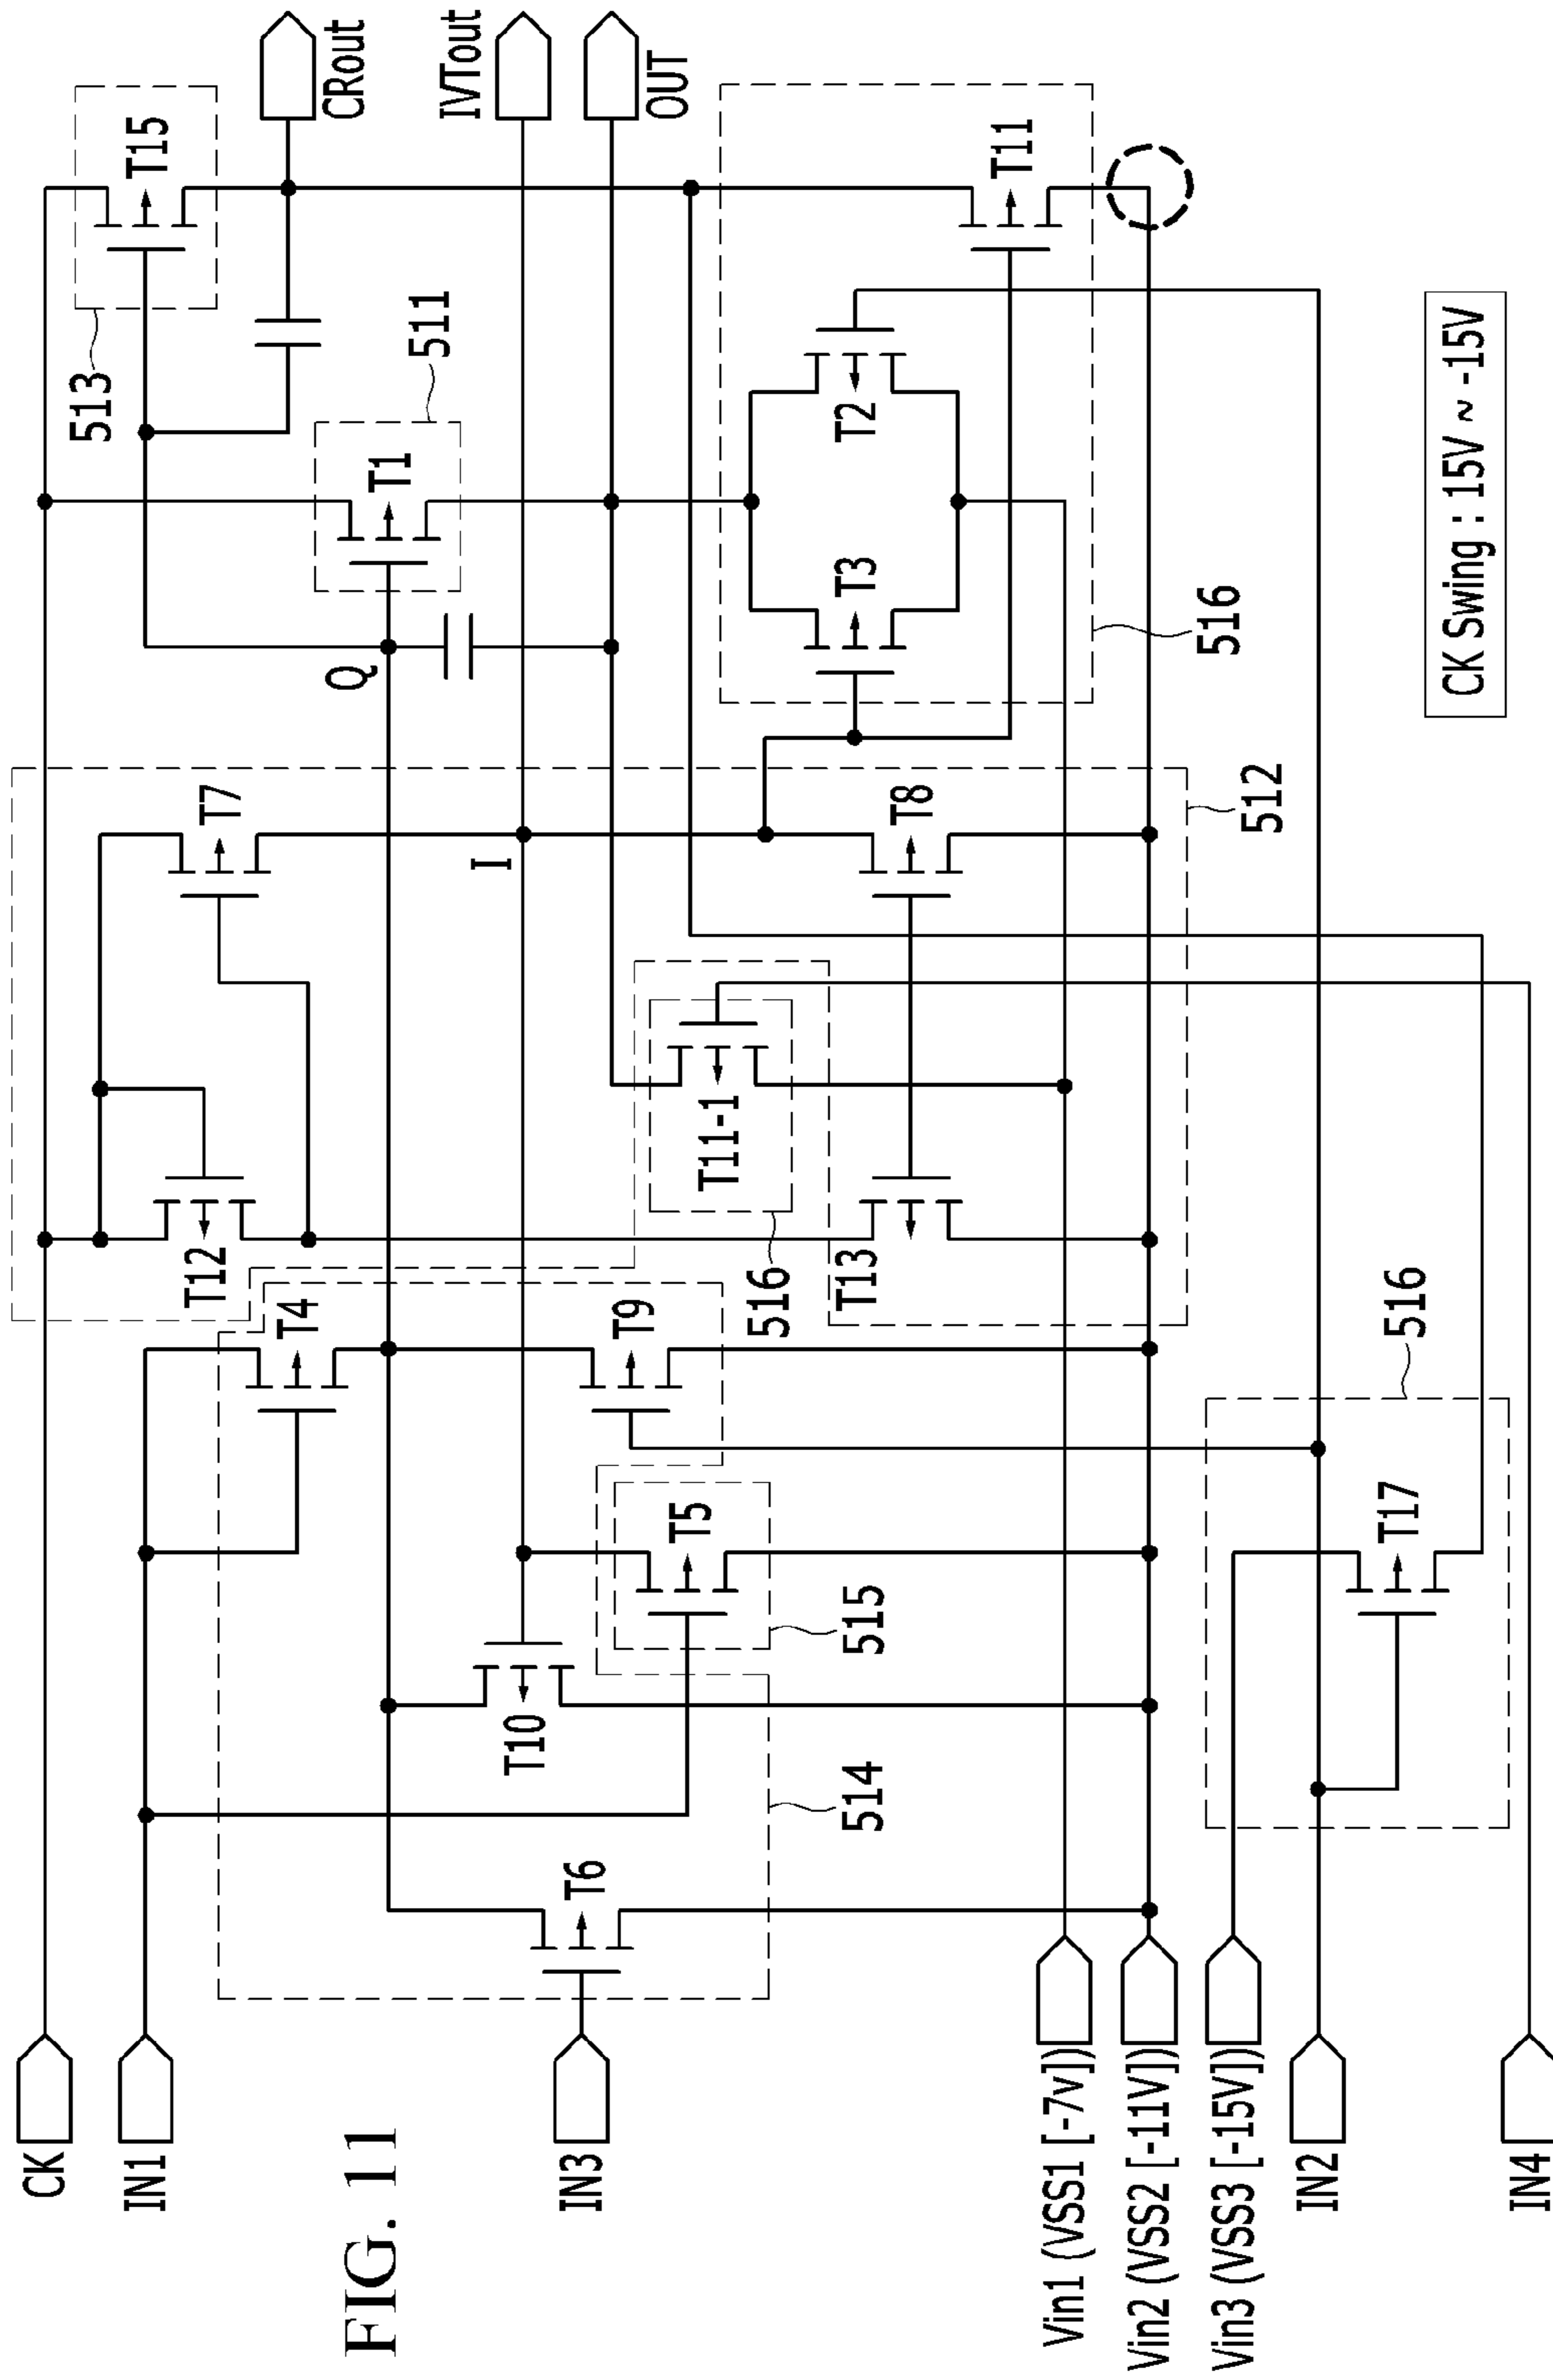 FIG. 11
CK
IN1
IN3
Vin1 (VSS1 [-7v])
Vin2 (VSS2 [-11V])
Vin3 (VSS3 [-15V])
IN2
IN4
T6
514
T10
515
T5
T17
516
T4
T9
T12
T13
516
T11-1
T7
I
T8
512
Q
T3
516
T1
511
T2
513
T15
T11
CRout
IVTout
OUT
CK Swing : 15V ~ -15V